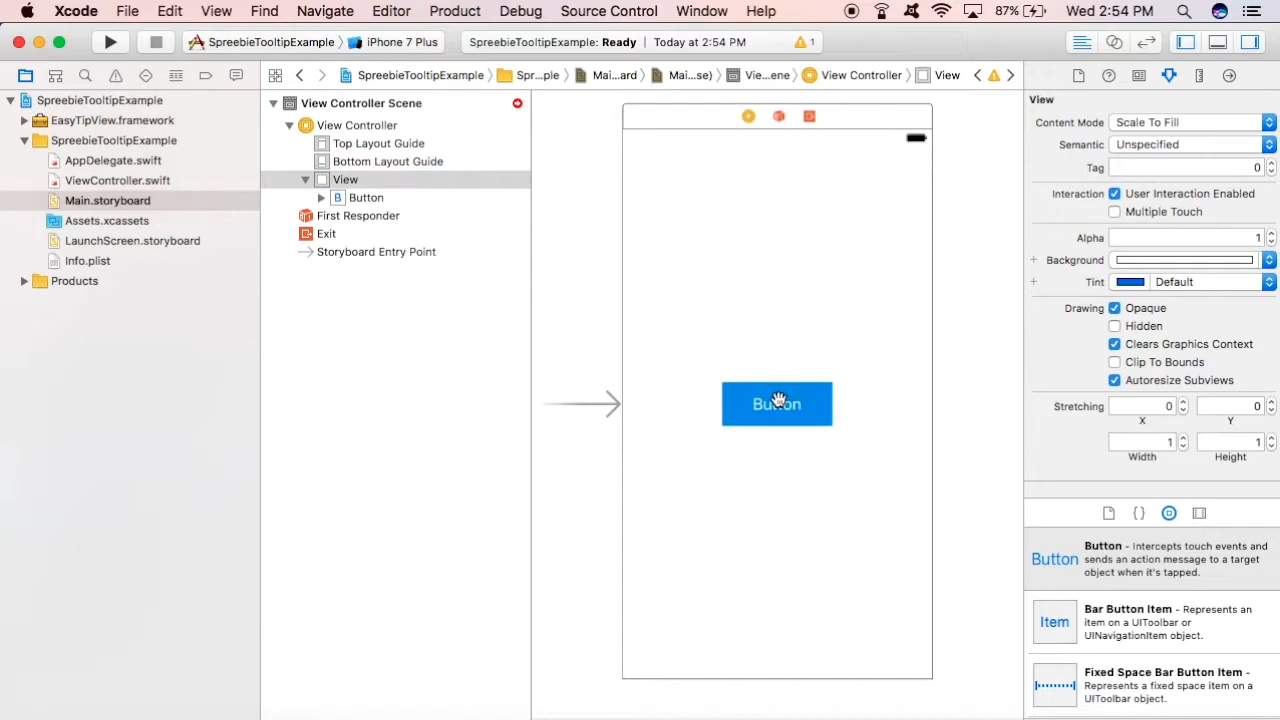 Xcode File Edit View Find Navigate Editor Product Debug Source Control Window Help 87% Wed 2:54 PM
SpreebieTooltipExample iPhone 7 Plus SpreebieTooltipExample: Ready Today at 2:54 PM 1
SpreebieTooltipExample Spr...ple Mai...ard Mai...se) Vie...ene View Controller View
SpreebieTooltipExample
EasyTipView.framework
SpreebieTooltipExample
AppDelegate.swift
ViewController.swift
Main.storyboard
Assets.xcassets
LaunchScreen.storyboard
Info.plist
Products
View Controller Scene
View Controller
Top Layout Guide
Bottom Layout Guide
View
B Button
First Responder
Exit
Storyboard Entry Point
Button
View
Content Mode Scale To Fill
Semantic Unspecified
Tag 0
Interaction User Interaction Enabled
Multiple Touch
Alpha 1
Background
Tint Default
Drawing Opaque
Hidden
Clears Graphics Context
Clip To Bounds
Autoresize Subviews
Stretching 0 0
X Y
1 1
Width Height
Button
Button - Intercepts touch events and
sends an action message to a target
object when it's tapped.
Item
Bar Button Item - Represents an
item on a UIToolbar or
UINavigationItem object.
Fixed Space Bar Button Item -
Represents a fixed space item on a
UIToolbar object.